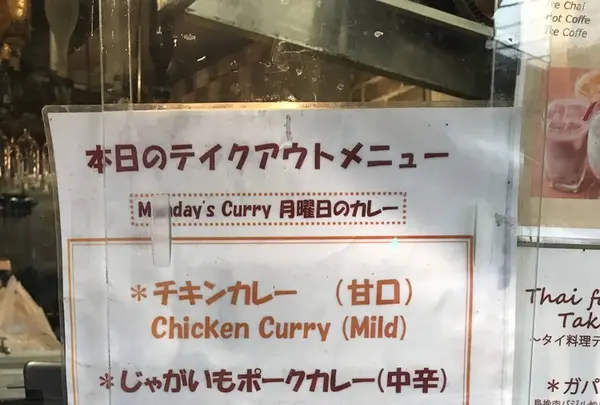 Chai
Hot Coffe
Ice Coffe
本日のテイクアウトメニュー
Monday's Curry 月曜日のカレー
*チキンカレー (甘口)
Chicken Curry (Mild)
*じゃがいもポークカレー(中辛)
Thai f
Tak
~タイ料理テ
*ガパ